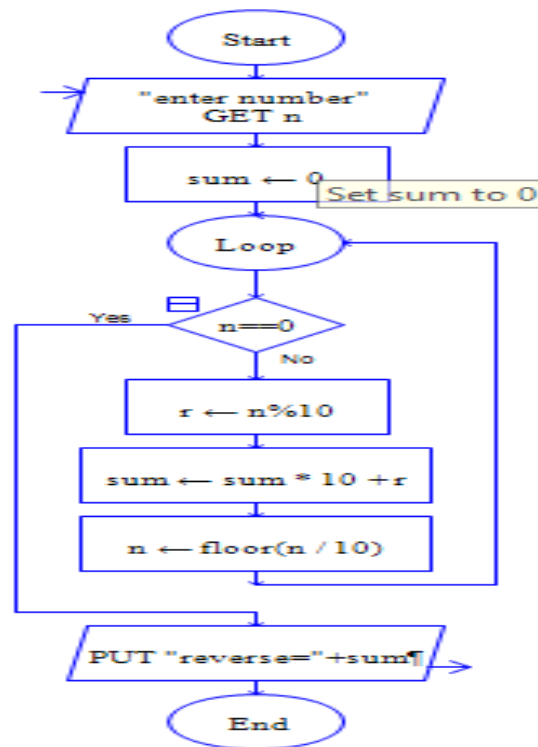 Start
"enter number"
GET n
sum ← 0
Set sum to 0
Loop
Yes
n==0
No
r ← n%10
sum ← sum * 10 +r
n ← floor(n / 10)
PUT "reverse="+sum¶
End